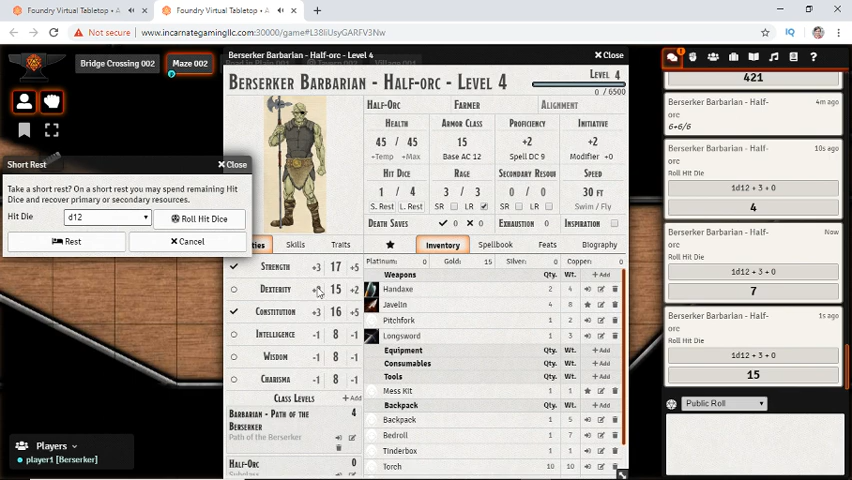 Foundry Virtual Tabletop •
Foundry Virtual Tabletop • A
Not secure | www.incarnategamingllc.com:30000/game#L38liUsyGARFV3Nw
Bridge Crossing 002
Maze 002
Berserker Barbarian - Half-orc - Level 4
Close
Berserker Barbarian - Half-orc - Level 4
Level 4
0 / 6500
Half-Orc
Farmer
Alignment
Health
Armor Class
Proficiency
Initiative
45 / 45
15
+2
+2
+Temp +Max
Base AC 12
Spell DC 9
Modifier +0
Hit Dice
Rage
Secondary Resou
Speed
1 / 4
3 / 3
0 / 0
30 ft
S. Rest L. Rest
SR LR
SR LR
Swim / Fly
Death Saves 0 0
Exhaustion 0
Inspiration
Short Rest
Close
Take a short rest? On a short rest you may spend remaining Hit
Dice and recover primary or secondary resources.
Hit Die
d12
Roll Hit Dice
Rest
Cancel
ties
Skills
Traits
Inventory
Spellbook
Feats
Biography
Strength +3 17 +5
Dexterity 15 +2
Constitution +3 16 +5
Intelligence -1 8 -1
Wisdom -1 8 -1
Charisma -1 8 -1
Class Levels
+ Add
Barbarian - Path of the
Berserker
4
Path of the Berserker
Half-Orc
0
Platinum: 0 Gold: 15 Silver: 0 Copper: 0
Weapons Qty. Wt. + Add
Handaxe 2 4
Javelin 4 8
Pitchfork 1 2
Longsword 1 3
Equipment Qty. Wt. + Add
Consumables Qty. Wt. + Add
Tools Qty. Wt. + Add
Mess Kit 1 1
Backpack Qty. Wt. + Add
Backpack 1 5
Bedroll 1 7
Tinderbox 1 1
Torch 10 10
1
421
Berserker Barbarian - Half-
orc
4m ago
6+6/6
Berserker Barbarian - Half-
orc
10s ago
Roll Hit Dice
1d12 + 3 + 0
4
Berserker Barbarian - Half-
orc
Now
Roll Hit Dice
1d12 + 3 + 0
7
Berserker Barbarian - Half-
orc
1s ago
Roll Hit Dice
1d12 + 3 + 0
15
Public Roll
Players
player1 [Berserker]